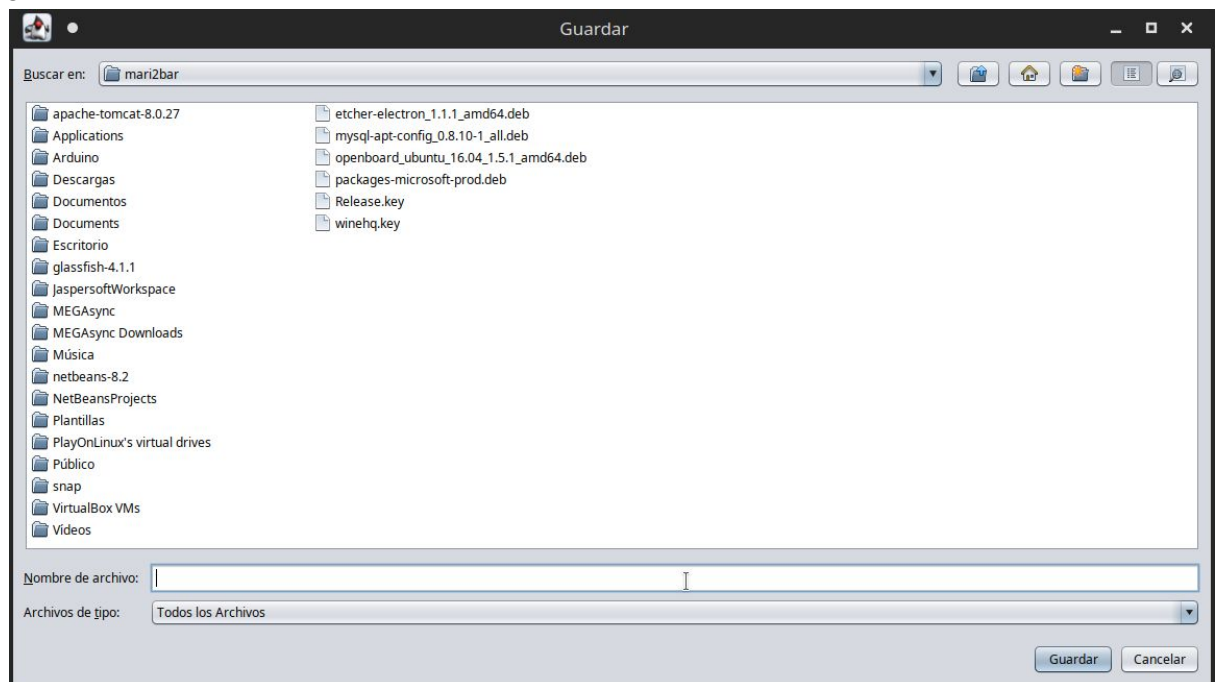 Guardar
Buscar en: mari2bar
apache-tomcat-8.0.27
Applications
Arduino
Descargas
Documentos
Documents
Escritorio
glassfish-4.1.1
JaspersoftWorkspace
MEGAsync
MEGAsync Downloads
Música
netbeans-8.2
NetBeansProjects
Plantillas
PlayOnLinux's virtual drives
Público
snap
VirtualBox VMs
Vídeos
etcher-electron_1.1.1_amd64.deb
mysql-apt-config_0.8.10-1_all.deb
openboard_ubuntu_16.04_1.5.1_amd64.deb
packages-microsoft-prod.deb
Release.key
winehq.key
Nombre de archivo:
Archivos de tipo: Todos los Archivos
Guardar Cancelar